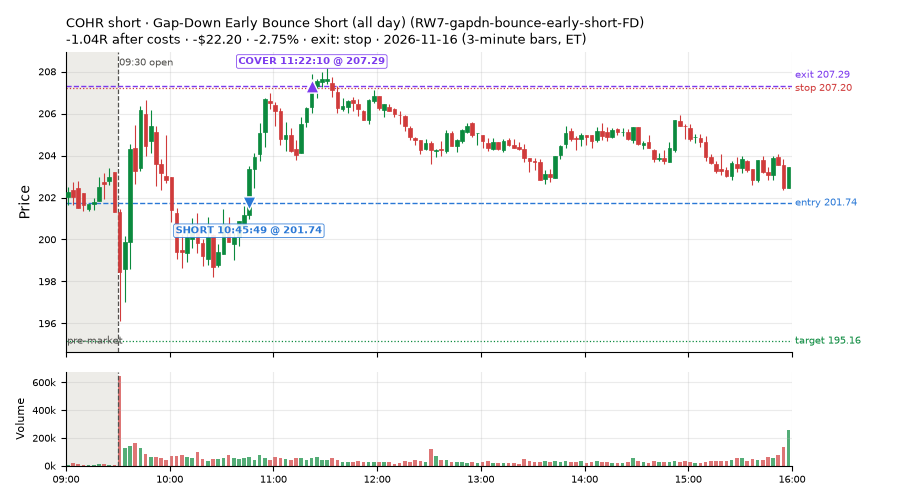 COHR short · Gap-Down Early Bounce Short (all day) (RW7-gapdn-bounce-early-short-FD)
-1.04R after costs · -$22.20 · -2.75% · exit: stop · 2026-11-16 (3-minute bars, ET)
09:30 open
COVER 11:22:10 @ 207.29
exit 207.29
stop 207.20
SHORT 10:45:49 @ 201.74
entry 201.74
pre-market
target 195.16
Price
208
206
204
202
200
198
196
Volume
600k
400k
200k
0k
09:00
10:00
11:00
12:00
13:00
14:00
15:00
16:00